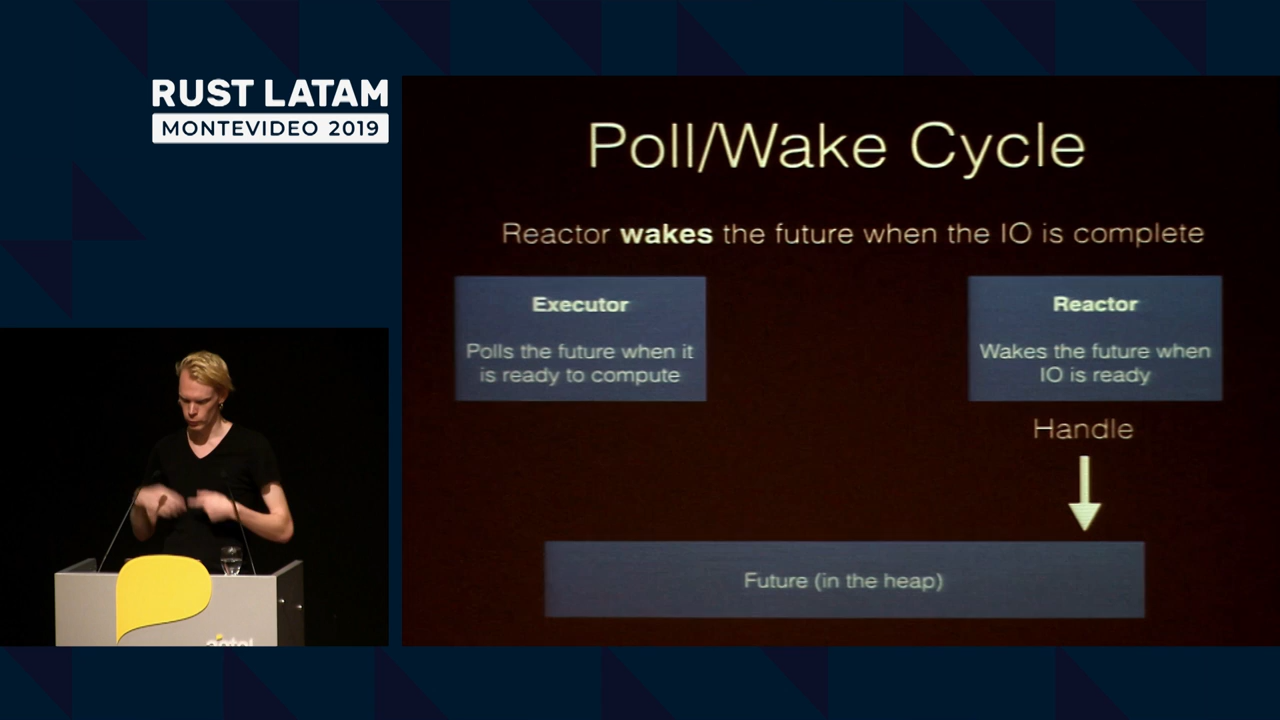 RUST LATAM
MONTEVIDEO 2019
Poll/Wake Cycle
Reactor wakes the future when the IO is complete
Executor
Polls the future when it
is ready to compute
Reactor
Wakes the future when
IO is ready
Handle
Future (in the heap)
antel